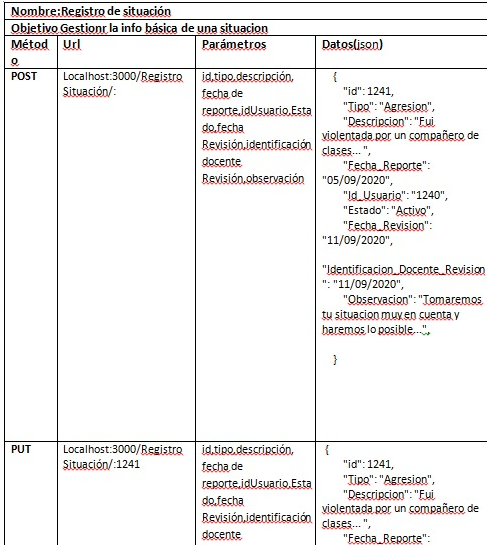 Nombre:Registro de situación
Objetivo Gestionr la info básica de una situacion
Métod
o
Url
Parámetros
Datos(json)
POST
Localhost:3000/Registro
Situación/:
id,tipo,descripción,
fecha de
reporte,idUsuario,Esta
do,fecha
Revisión,identificación
docente
Revisión,observación
{
"id": 1241,
"Tipo": "Agresion",
"Descripcion": "Fui
violentada por un compañero de
clases... ",
"Fecha_Reporte":
"05/09/2020",
"Id_Usuario": "1240",
"Estado": "Activo",
"Fecha_Revision":
"11/09/2020",
"Identificacion_Docente_Revision
": "11/09/2020",
"Observacion": "Tomaremos
tu situacion muy en cuenta y
haremos lo posible...",
}
PUT
Localhost:3000/Registro
Situación/:1241
id,tipo,descripción,
fecha de
reporte,idUsuario,Esta
do,fecha
Revisión,identificación
docente
{
"id": 1241,
"Tipo": "Agresion",
"Descripcion": "Fui
violentada por un compañero de
clases... ",
"Fecha_Reporte":